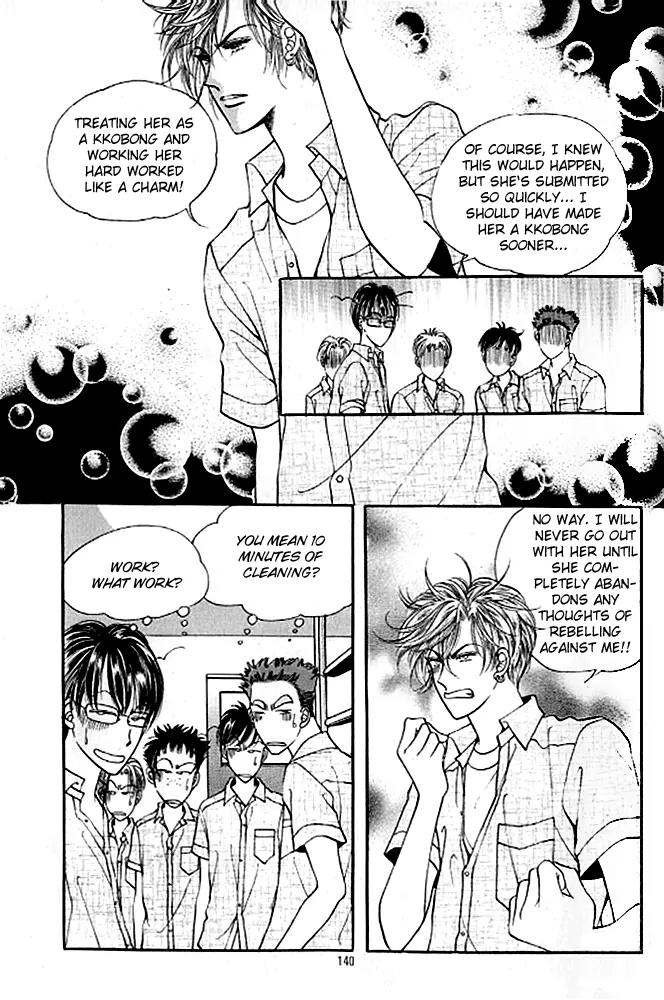 TREATING HER AS
A KKOBONG AND
WORKING HER
HARD WORKED
LIKE A CHARM!
OF COURSE, I KNEW
THIS WOULD HAPPEN,
BUT SHE'S SUBMITTED
SO QUICKLY... I
SHOULD HAVE MADE
HER A KKOBONG
SOONER...
WORK?
WHAT WORK?
YOU MEAN 10
MINUTES OF
CLEANING?
NO WAY. I WILL
NEVER GO OUT
WITH HER UNTIL
SHE COM-
PLETELY ABAN-
DONS ANY
THOUGHTS OF
REBELLING
AGAINST ME!!
140